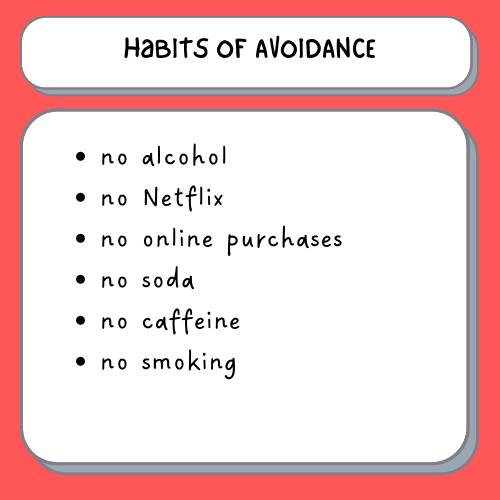 HaBITS OF AVOIDANCE
• no alcohol
• no Netflix
• no online purchases
• no soda
• no caffeine
• no smoking